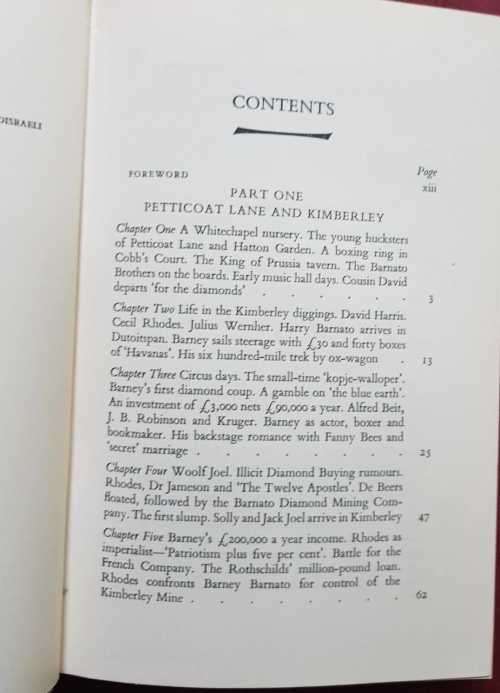 DISRAELI
CONTENTS
Page
FOREWORD xiii
PART ONE
PETTICOAT LANE AND KIMBERLEY
Chapter One A Whitechapel nursery. The young hucksters
of Petticoat Lane and Hatton Garden. A boxing ring in
Cobb's Court. The King of Prussia tavern. The Barnato
Brothers on the boards. Early music hall days. Cousin David
departs 'for the diamonds' . . . . . . 3
Chapter Two Life in the Kimberley diggings. David Harris.
Cecil Rhodes. Julius Wernher. Harry Barnato arrives in
Dutoitspan. Barney sails steerage with £30 and forty boxes
of 'Havanas'. His six hundred-mile trek by ox-wagon . 13
Chapter Three Circus days. The small-time 'kopje-walloper'.
Barney's first diamond coup. A gamble on 'the blue earth'.
An investment of £3,000 nets £90,000 a year. Alfred Beit,
J. B. Robinson and Kruger. Barney as actor, boxer and
bookmaker. His backstage romance with Fanny Bees and
'secret' marriage . . . . . . . . 25
Chapter Four Woolf Joel. Illicit Diamond Buying rumours.
Rhodes, Dr Jameson and 'The Twelve Apostles'. De Beers
floated, followed by the Barnato Diamond Mining Com-
pany. The first slump. Solly and Jack Joel arrive in Kimberley 47
Chapter Five Barney's £200,000 a year income. Rhodes as
imperialist—'Patriotism plus five per cent'. Battle for the
French Company. The Rothschilds' million-pound loan.
Rhodes confronts Barney Barnato for control of the
Kimberley Mine . . . . . . . . 62